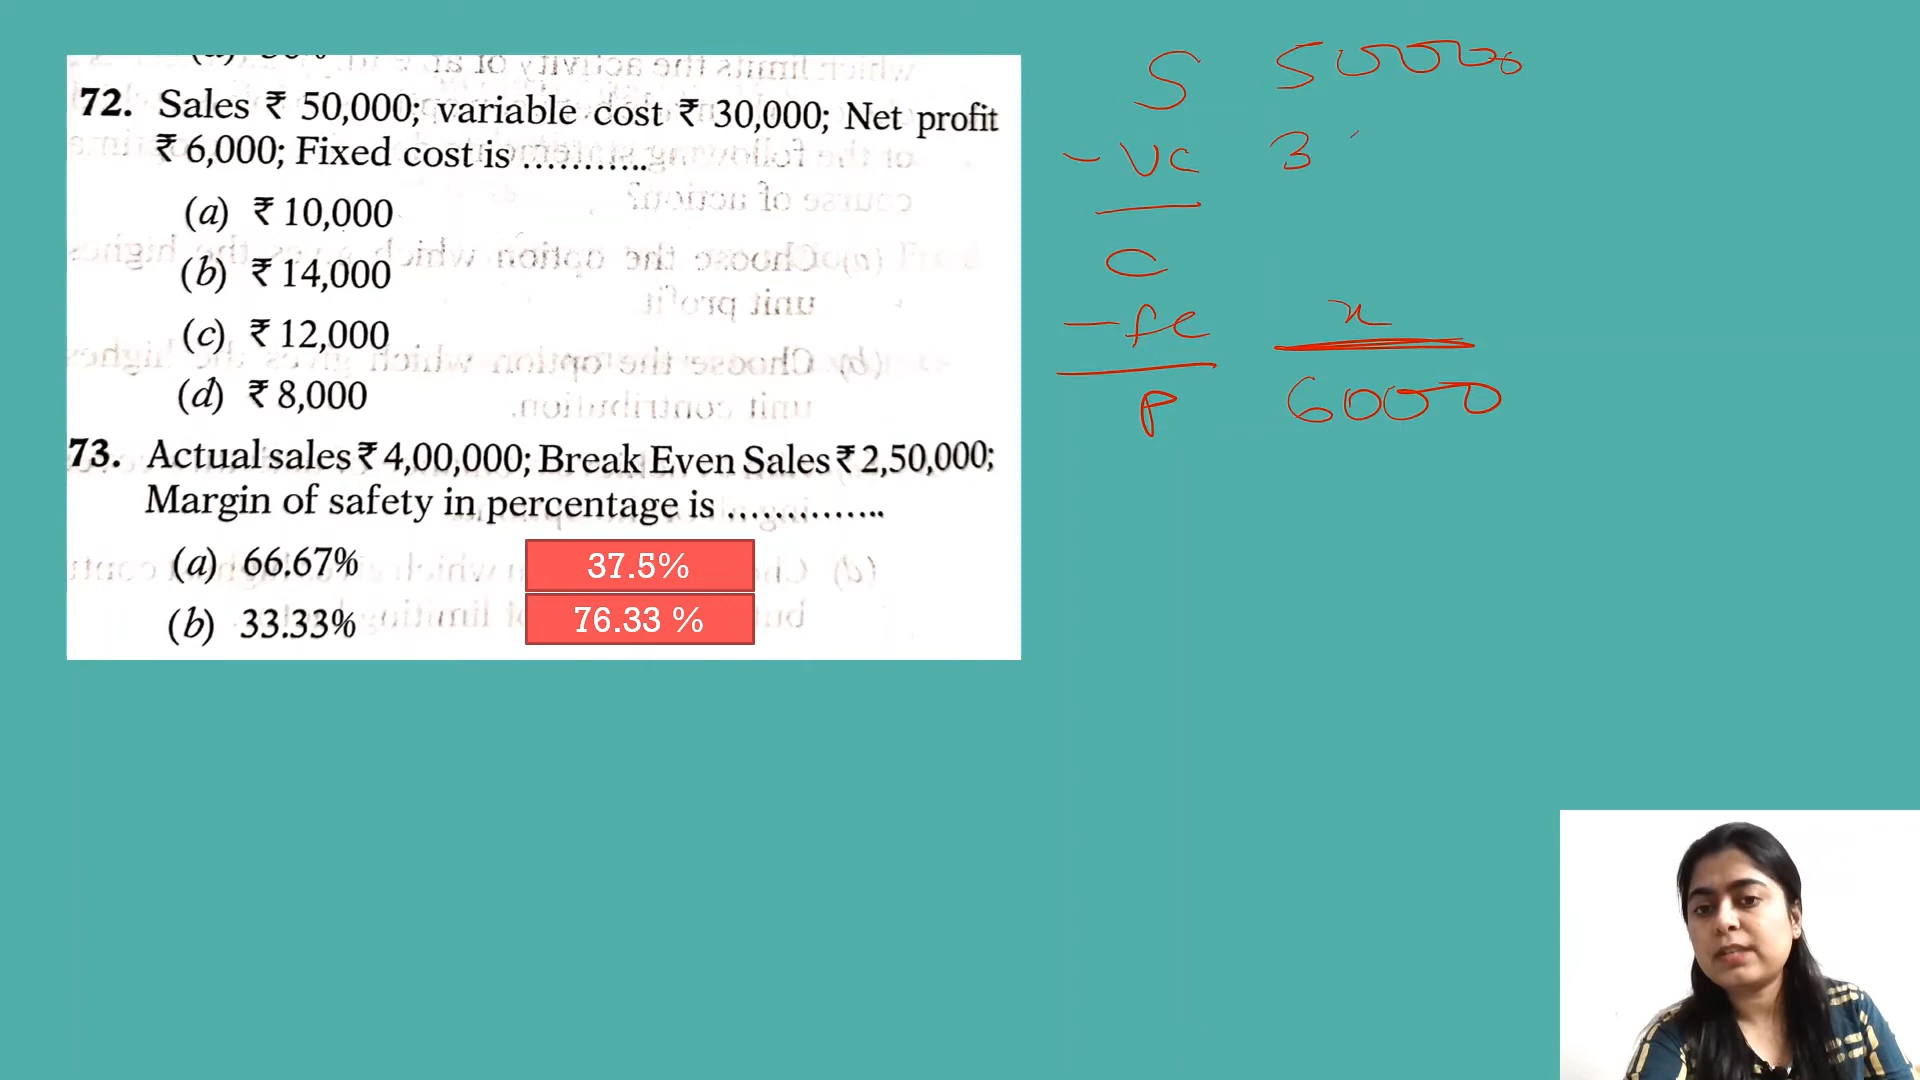 72. Sales ₹ 50,000; variable cost ₹ 30,000; Net profit
₹ 6,000; Fixed cost is ...........
(a) ₹ 10,000
(b) ₹ 14,000
(c) ₹ 12,000
(d) ₹ 8,000
73. Actual sales ₹ 4,00,000; Break Even Sales ₹ 2,50,000;
Margin of safety in percentage is ..............
(a) 66.67% 37.5%
(b) 33.33% 76.33 %
S 50000
- VC 3
C
- fc x
P 6000